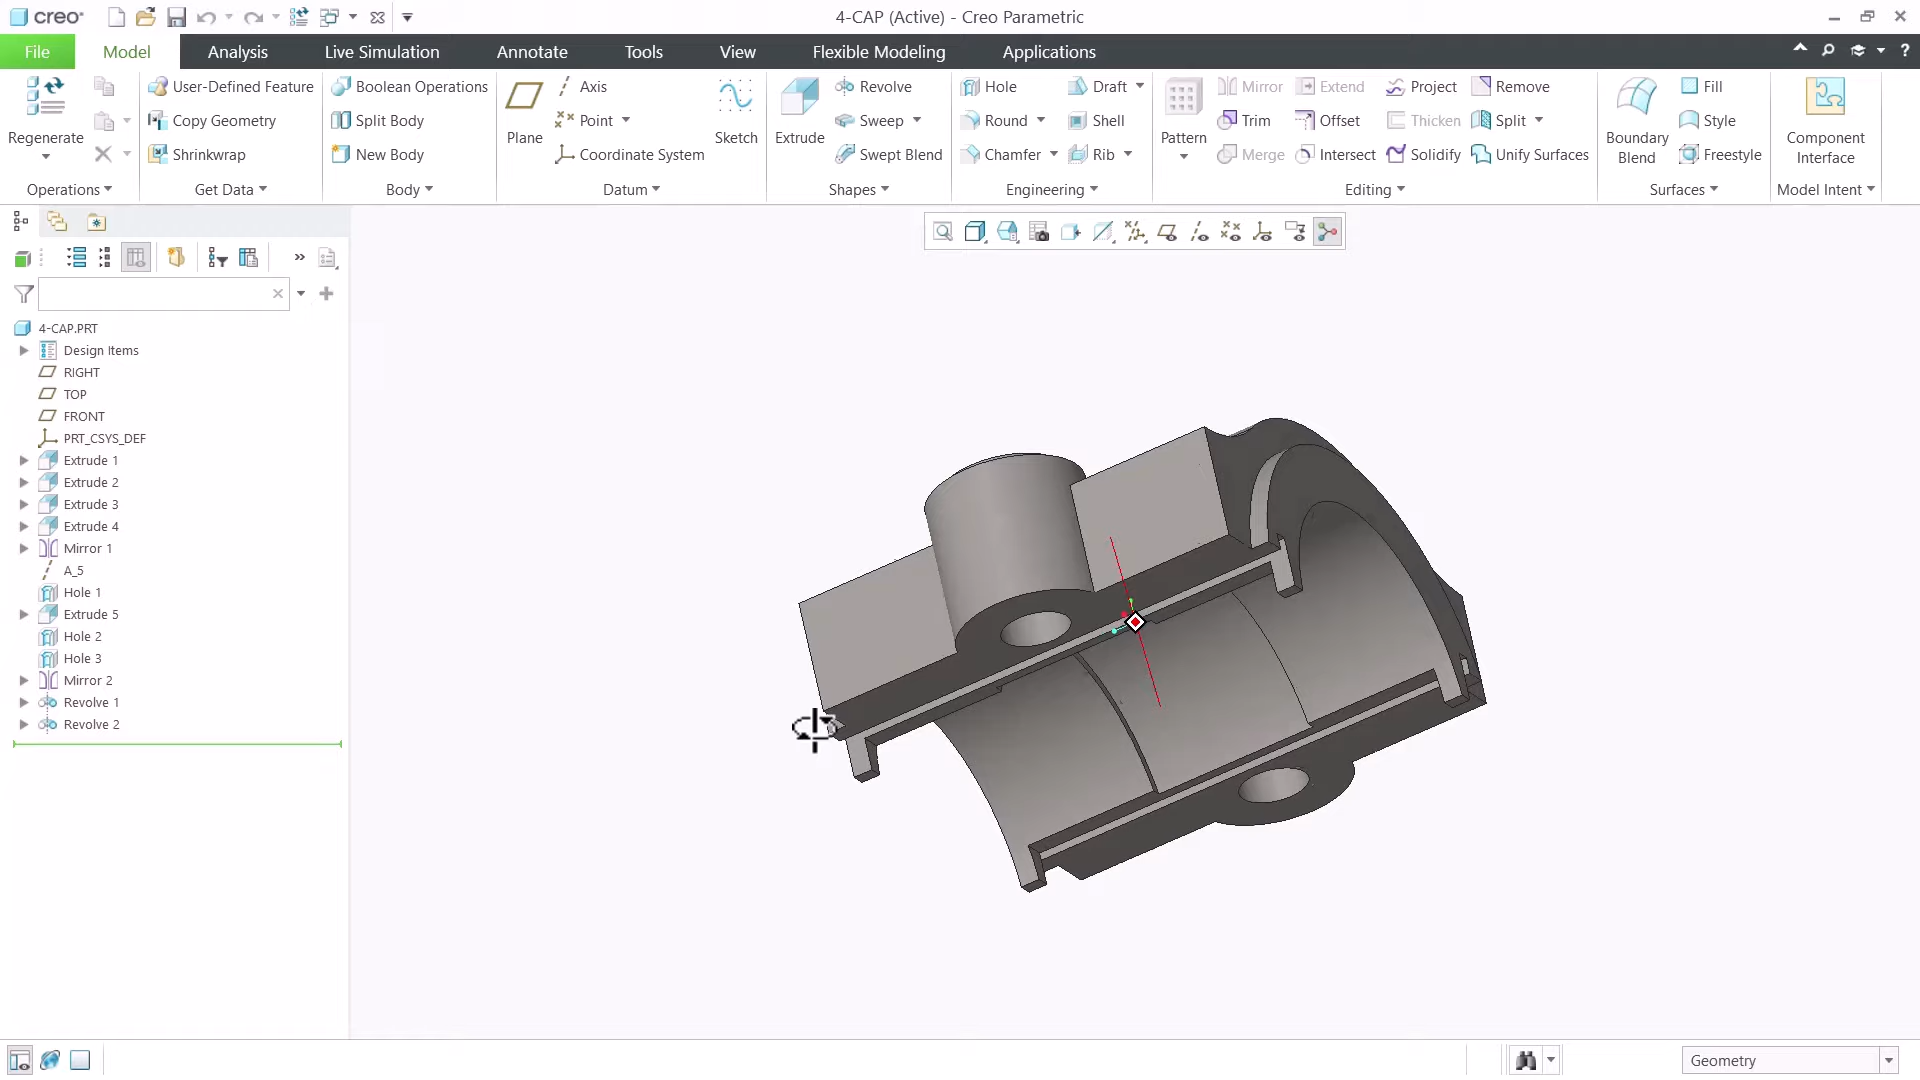 creo
4-CAP (Active) - Creo Parametric
File Model Analysis Live Simulation Annotate Tools View Flexible Modeling Applications
Regenerate
Operations
User-Defined Feature
Copy Geometry
Shrinkwrap
Get Data
Boolean Operations
Split Body
New Body
Body
Plane
Axis
Point
Coordinate System
Sketch
Datum
Extrude
Revolve
Sweep
Swept Blend
Shapes
Hole
Round
Chamfer
Draft
Shell
Rib
Engineering
Pattern
Mirror
Trim
Merge
Extend
Offset
Intersect
Project
Thicken
Solidify
Remove
Split
Unify Surfaces
Editing
Boundary
Blend
Fill
Style
Freestyle
Surfaces
Component
Interface
Model Intent
4-CAP.PRT
Design Items
RIGHT
TOP
FRONT
PRT_CSYS_DEF
Extrude 1
Extrude 2
Extrude 3
Extrude 4
Mirror 1
A_5
Hole 1
Extrude 5
Hole 2
Hole 3
Mirror 2
Revolve 1
Revolve 2
Geometry